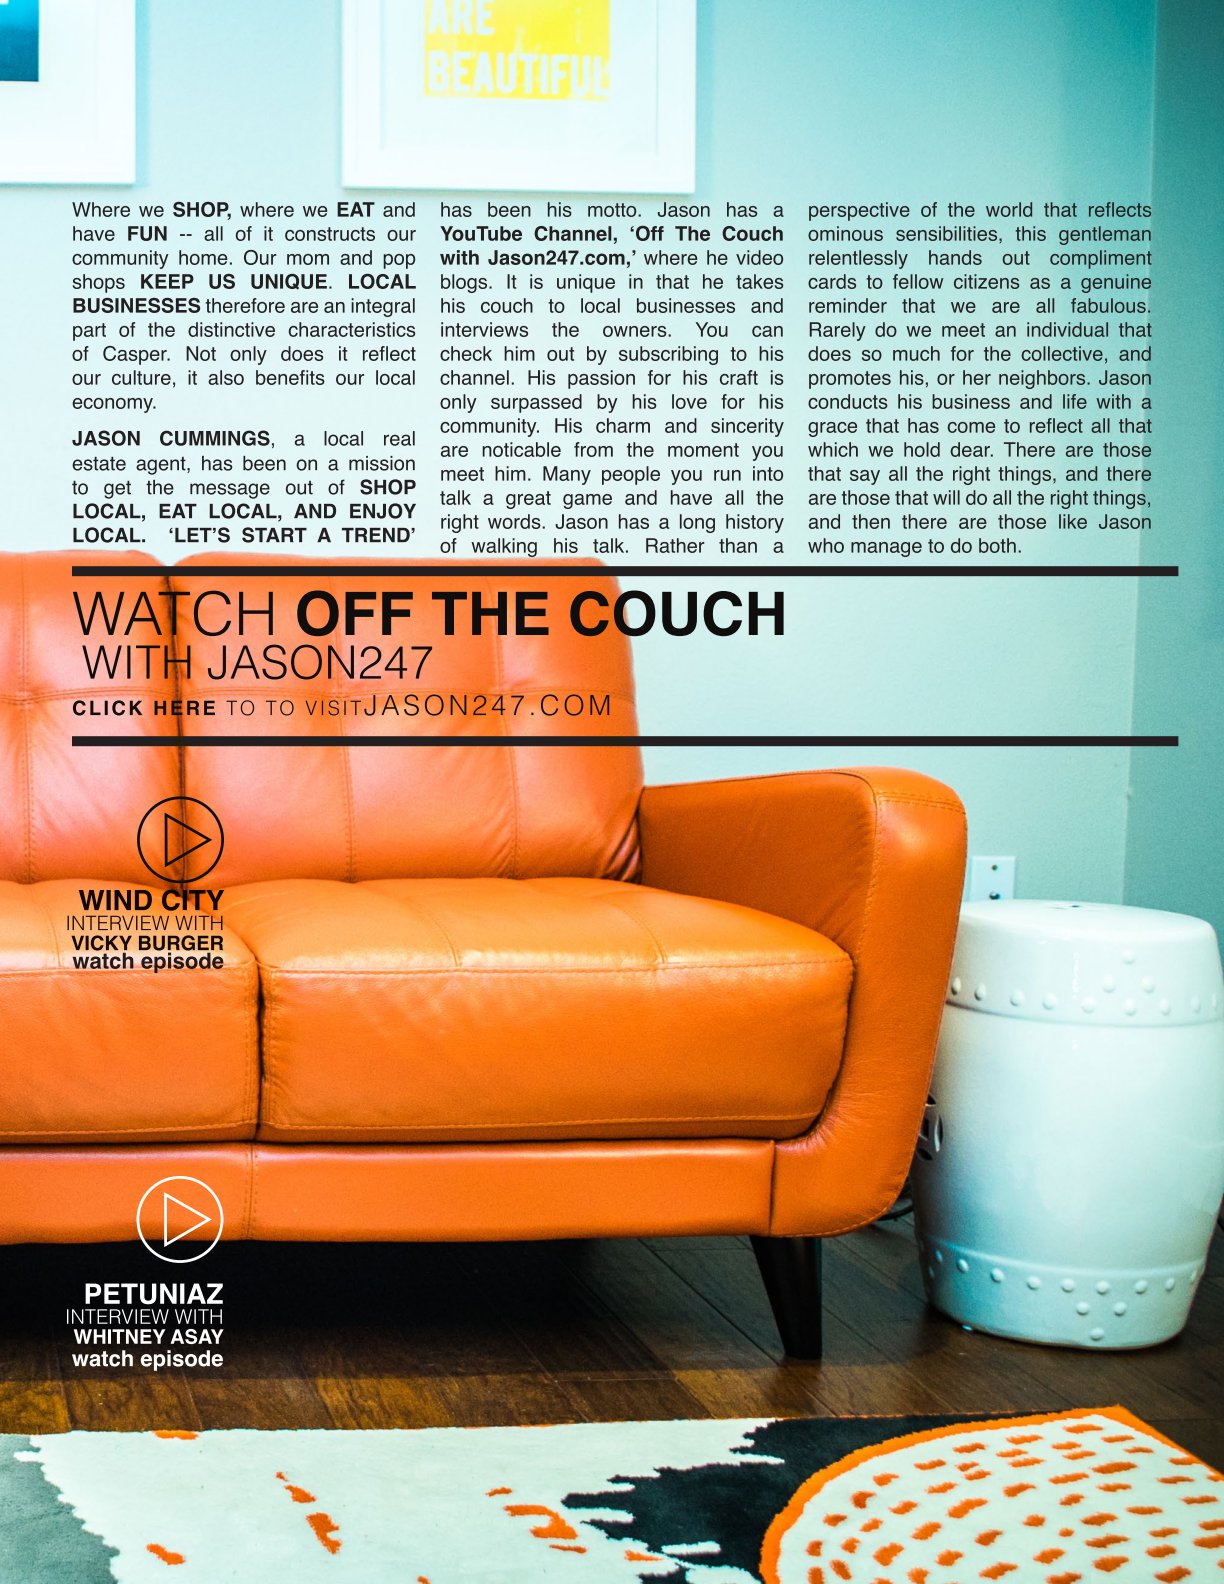 ARE
BEAUTIFUL
Where we SHOP, where we EAT and
have FUN -- all of it constructs our
community home. Our mom and pop
shops KEEP US UNIQUE. LOCAL
BUSINESSES therefore are an integral
part of the distinctive characteristics
of Casper. Not only does it reflect
our culture, it also benefits our local
economy.
JASON CUMMINGS, a local real
estate agent, has been on a mission
to get the message out of SHOP
LOCAL, EAT LOCAL, AND ENJOY
LOCAL. ‘LET’S START A TREND’
has been his motto. Jason has a
YouTube Channel, ‘Off The Couch
with Jason247.com,’ where he video
blogs. It is unique in that he takes
his couch to local businesses and
interviews the owners. You can
check him out by subscribing to his
channel. His passion for his craft is
only surpassed by his love for his
community. His charm and sincerity
are noticable from the moment you
meet him. Many people you run into
talk a great game and have all the
right words. Jason has a long history
of walking his talk. Rather than a
perspective of the world that reflects
ominous sensibilities, this gentleman
relentlessly hands out compliment
cards to fellow citizens as a genuine
reminder that we are all fabulous.
Rarely do we meet an individual that
does so much for the collective, and
promotes his, or her neighbors. Jason
conducts his business and life with a
grace that has come to reflect all that
which we hold dear. There are those
that say all the right things, and there
are those that will do all the right things,
and then there are those like Jason
who manage to do both.
WATCH OFF THE COUCH
WITH JASON247
CLICK HERE TO TO VISITJASON247.COM
WIND CITY
INTERVIEW WITH
VICKY BURGER
watch episode
PETUNIAZ
INTERVIEW WITH
WHITNEY ASAY
watch episode